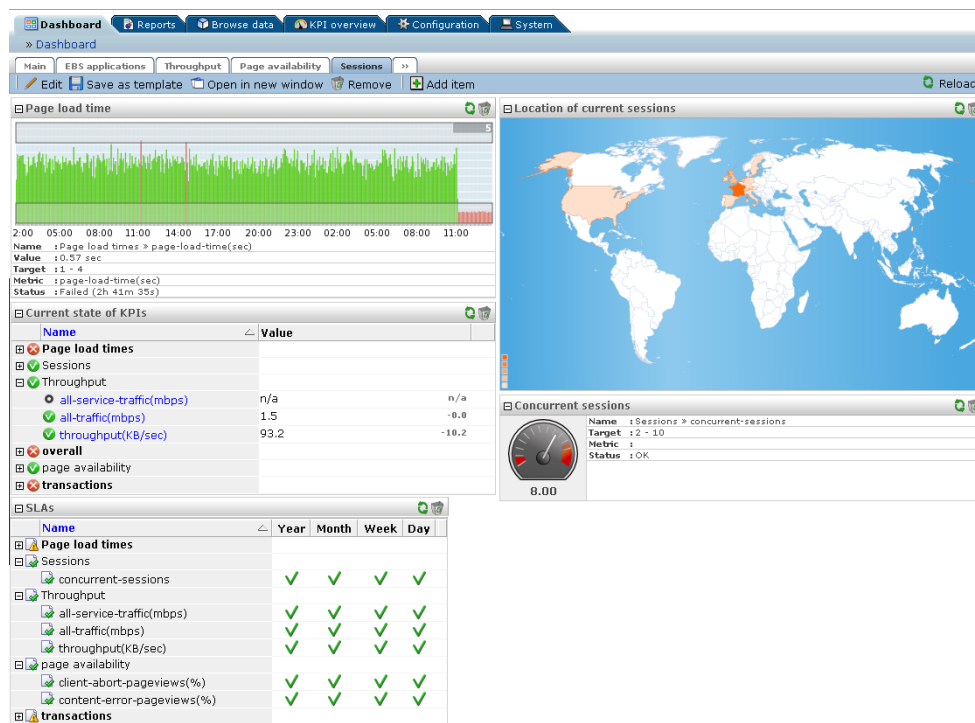 Dashboard Reports Browse data KPI overview Configuration System
» Dashboard
Main EBS applications Throughput Page availability Sessions »
Edit Save as template Open in new window Remove Add item Reload
Page load time
5
2:00 05:00 08:00 11:00 14:00 17:00 20:00 23:00 02:00 05:00 08:00 11:00
Name :Page load times » page-load-time(sec)
Value :0.57 sec
Target :1 - 4
Metric :page-load-time(sec)
Status :Failed (2h 41m 35s)
Location of current sessions
Current state of KPIs
Name Value
Page load times
Sessions
Throughput
all-service-traffic(mbps) n/a n/a
all-traffic(mbps) 1.5 -0.0
throughput(KB/sec) 93.2 -10.2
overall
page availability
transactions
Concurrent sessions
Name :Sessions » concurrent-sessions
Target :2 - 10
Metric :
Status :OK
8.00
SLAs
Name Year Month Week Day
Page load times
Sessions
concurrent-sessions
Throughput
all-service-traffic(mbps)
all-traffic(mbps)
throughput(KB/sec)
page availability
client-abort-pageviews(%)
content-error-pageviews(%)
transactions